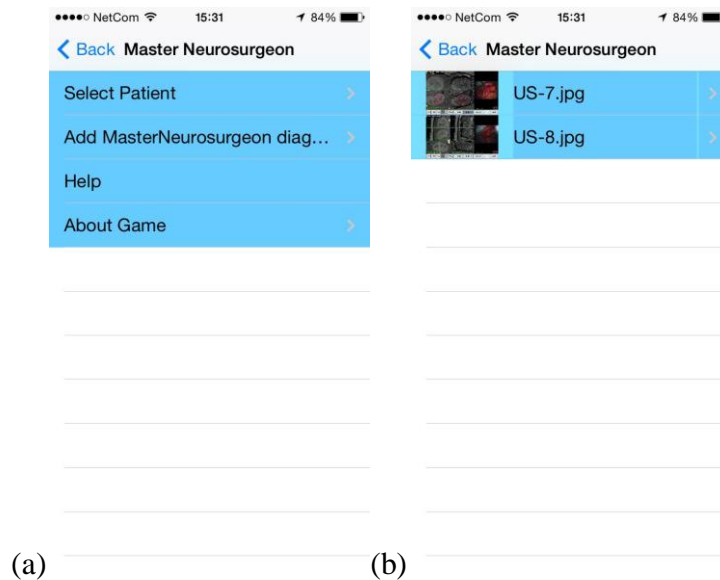 ●●●●○ NetCom 15:31 84%
Back Master Neurosurgeon
Select Patient
Add MasterNeurosurgeon diag...
Help
About Game
(a)
●●●●○ NetCom 15:31 84%
Back Master Neurosurgeon
US-7.jpg
US-8.jpg
(b)